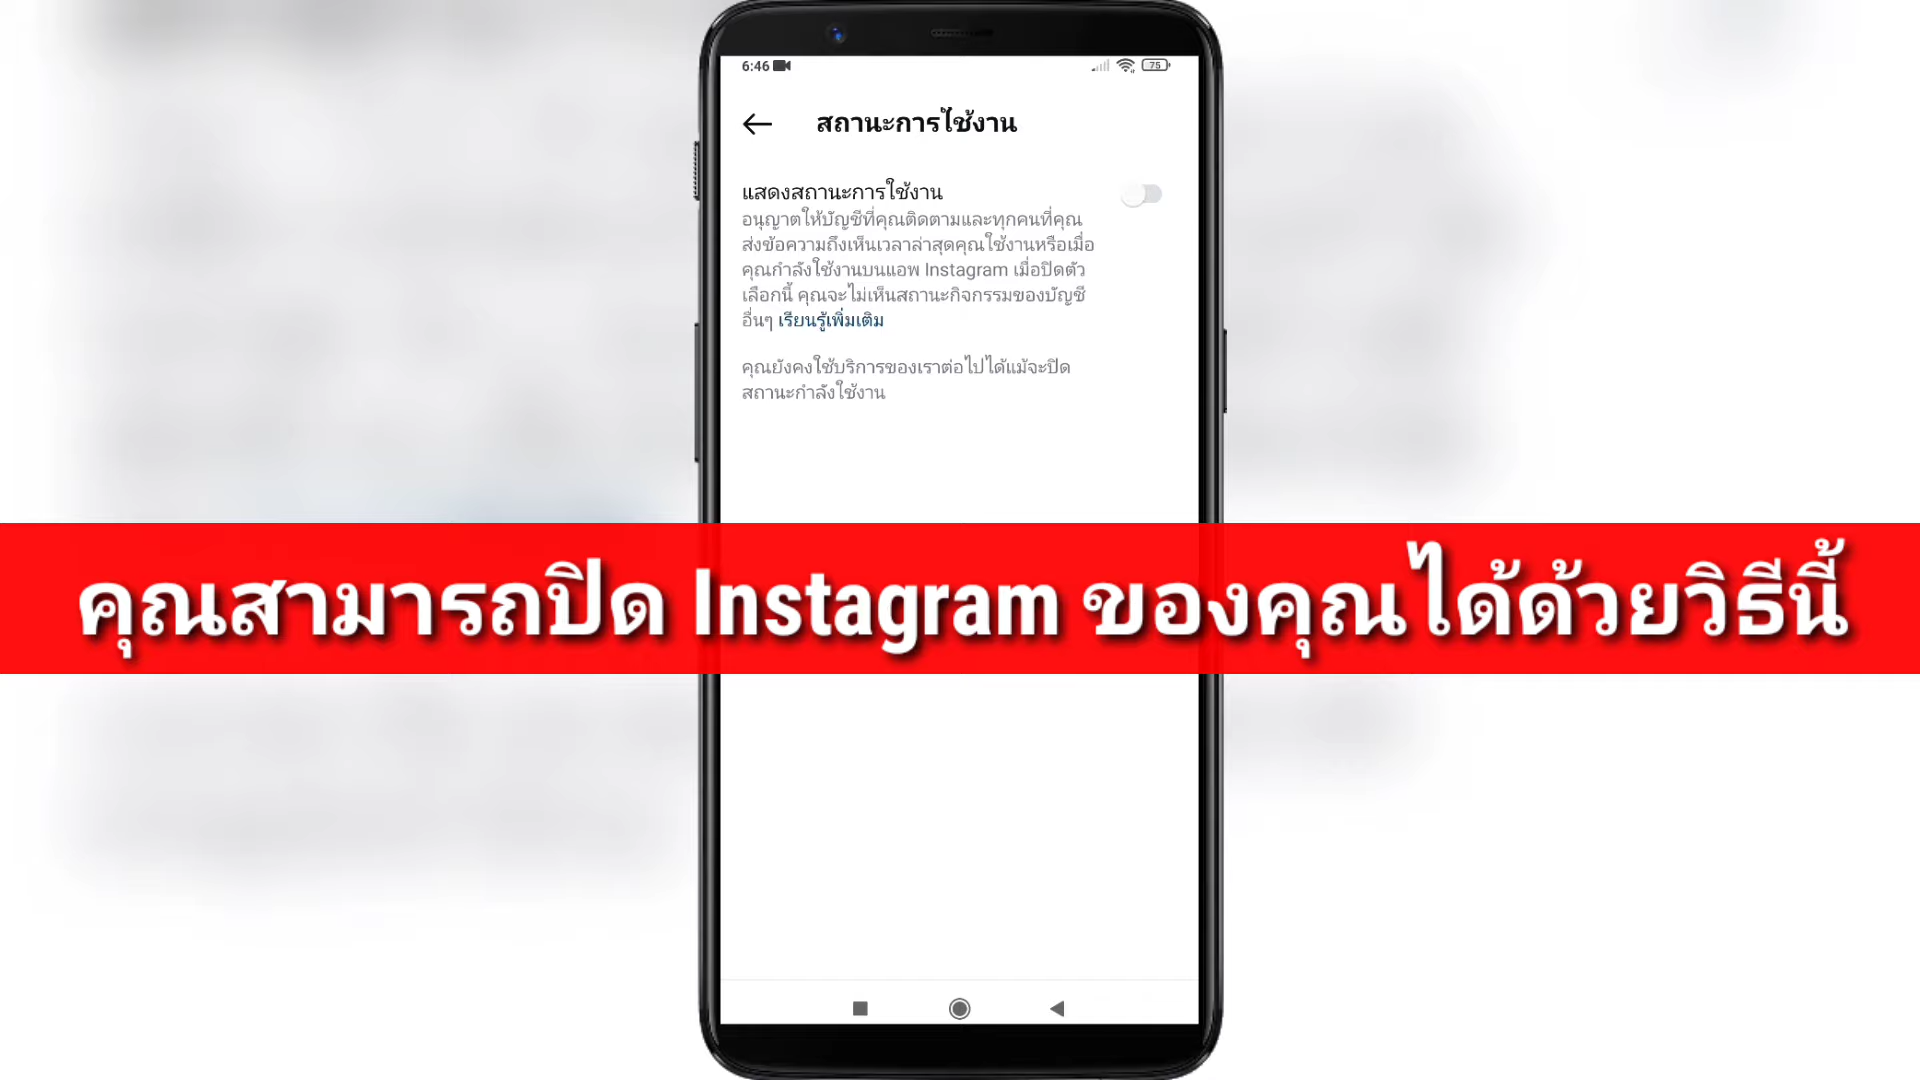 6:46
75
สถานะการใช้งาน
แสดงสถานะการใช้งาน
อนุญาตให้บัญชีที่คุณติดตามและทุกคนที่คุณ
ส่งข้อความถึงเห็นเวลาล่าสุดคุณใช้งานหรือเมื่อ
คุณกำลังใช้งานบนแอพ Instagram เมื่อปิดตัว
เลือกนี้ คุณจะไม่เห็นสถานะกิจกรรมของบัญชี
อื่นๆ เรียนรู้เพิ่มเติม
คุณยังคงใช้บริการของเราต่อไปได้แม้จะปิด
สถานะกำลังใช้งาน
คุณสามารถปิด Instagram ของคุณได้ด้วยวิธีนี้